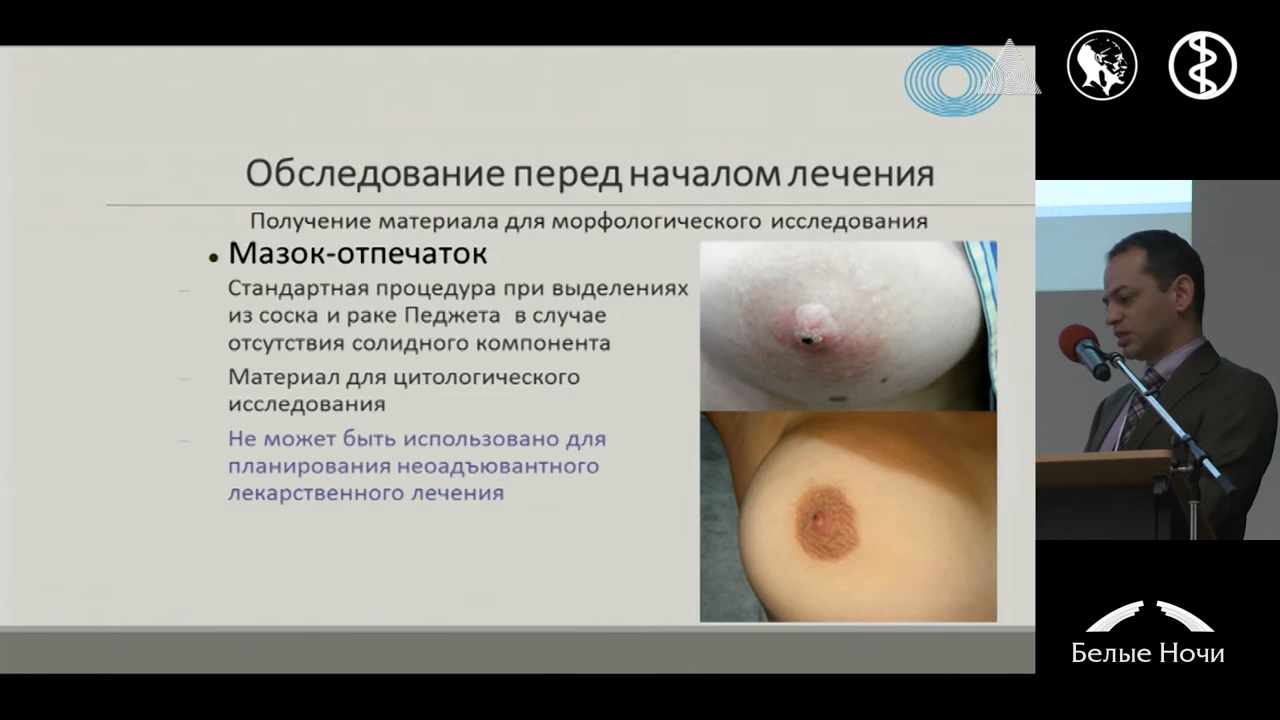 Обследование перед началом лечения
Получение материала для морфологического исследования
• Мазок-отпечаток
– Стандартная процедура при выделениях
из соска и раке Педжета в случае
отсутствия солидного компонента
– Материал для цитологического
исследования
– Не может быть использовано для
планирования неоадъювантного
лекарственного лечения
Белые Ночи